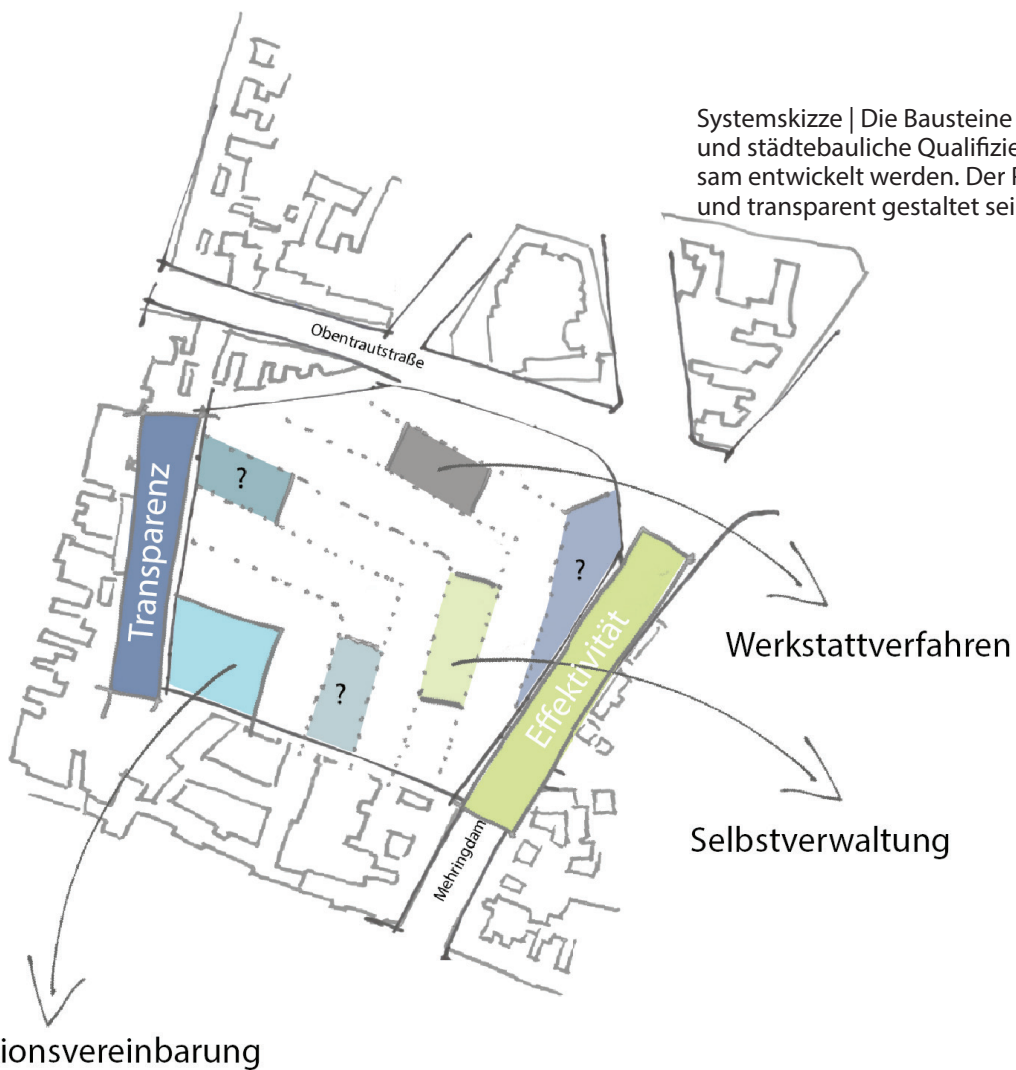 Systemskizze | Die Bausteine
und städtebauliche Qualifizie
sam entwickelt werden. Der P
und transparent gestaltet sei
Obentrautstraße
Transparenz
?
?
?
Effektivität
Werkstattverfahren
Selbstverwaltung
Mehringdam
ionsvereinbarung